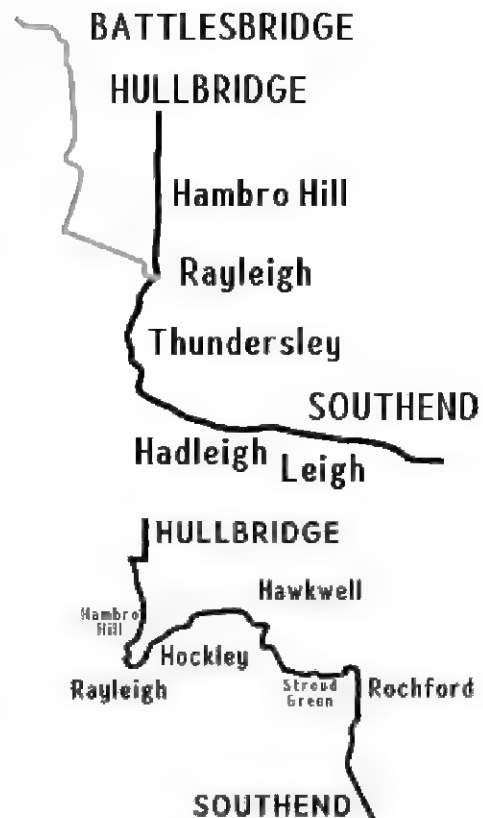 BATTLESBRIDGE
HULLBRIDGE
Hambro Hill
Rayleigh
Thundersley
SOUTHEND
Hadleigh
Leigh
HULLBRIDGE
Hawkwell
Hambro
Hill
Hockley
Rayleigh
Stroud
Green
Rochford
SOUTHEND